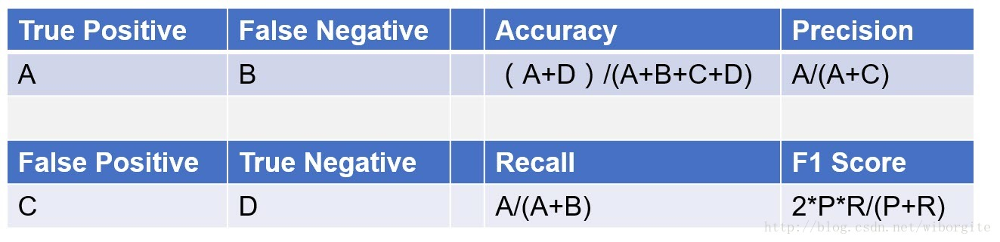 True Positive False Negative Accuracy Precision
A B （A+D）/(A+B+C+D) A/(A+C)
False Positive True Negative Recall F1 Score
C D A/(A+B) 2*P*R/(P+R)
http://blog.csdn.net/wiborgite